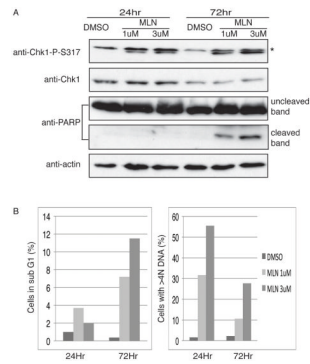 A
24hr 72hr
DMSO MLN DMSO MLN
1uM 3uM 1uM 3uM
anti-Chk1-P-S317 *
anti-Chk1
anti-PARP
uncleaved
band
cleaved
band
anti-actin
B
Cells in sub G1 (%)
14
12
10
8
6
4
2
0
24Hr 72Hr
Cells with >4N DNA (%)
60
50
40
30
20
10
0
24Hr 72Hr
DMSO
MLN 1uM
MLN 3uM